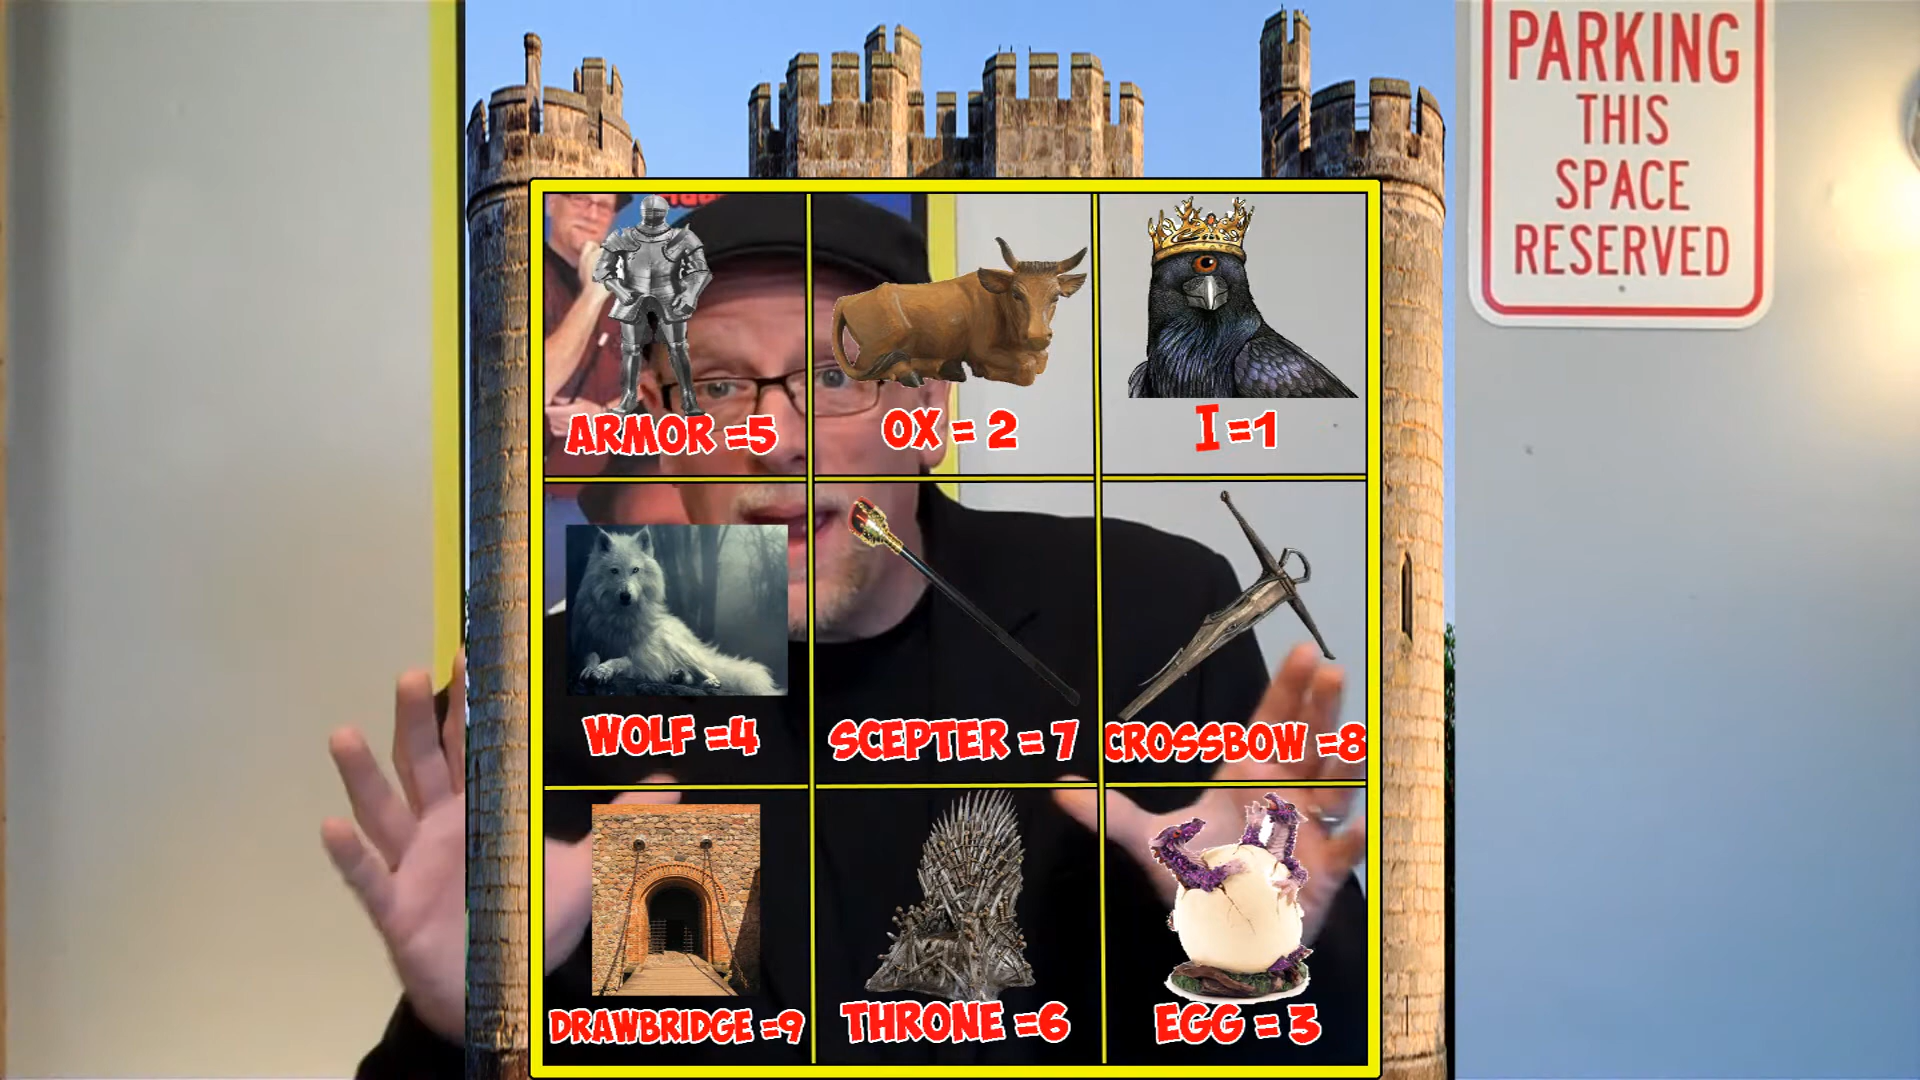 PARKING
THIS
SPACE
RESERVED
ARMOR =5
OX = 2
I =1
WOLF =4
SCEPTER = 7
CROSSBOW =8
DRAWBRIDGE =9
THRONE =6
EGG = 3